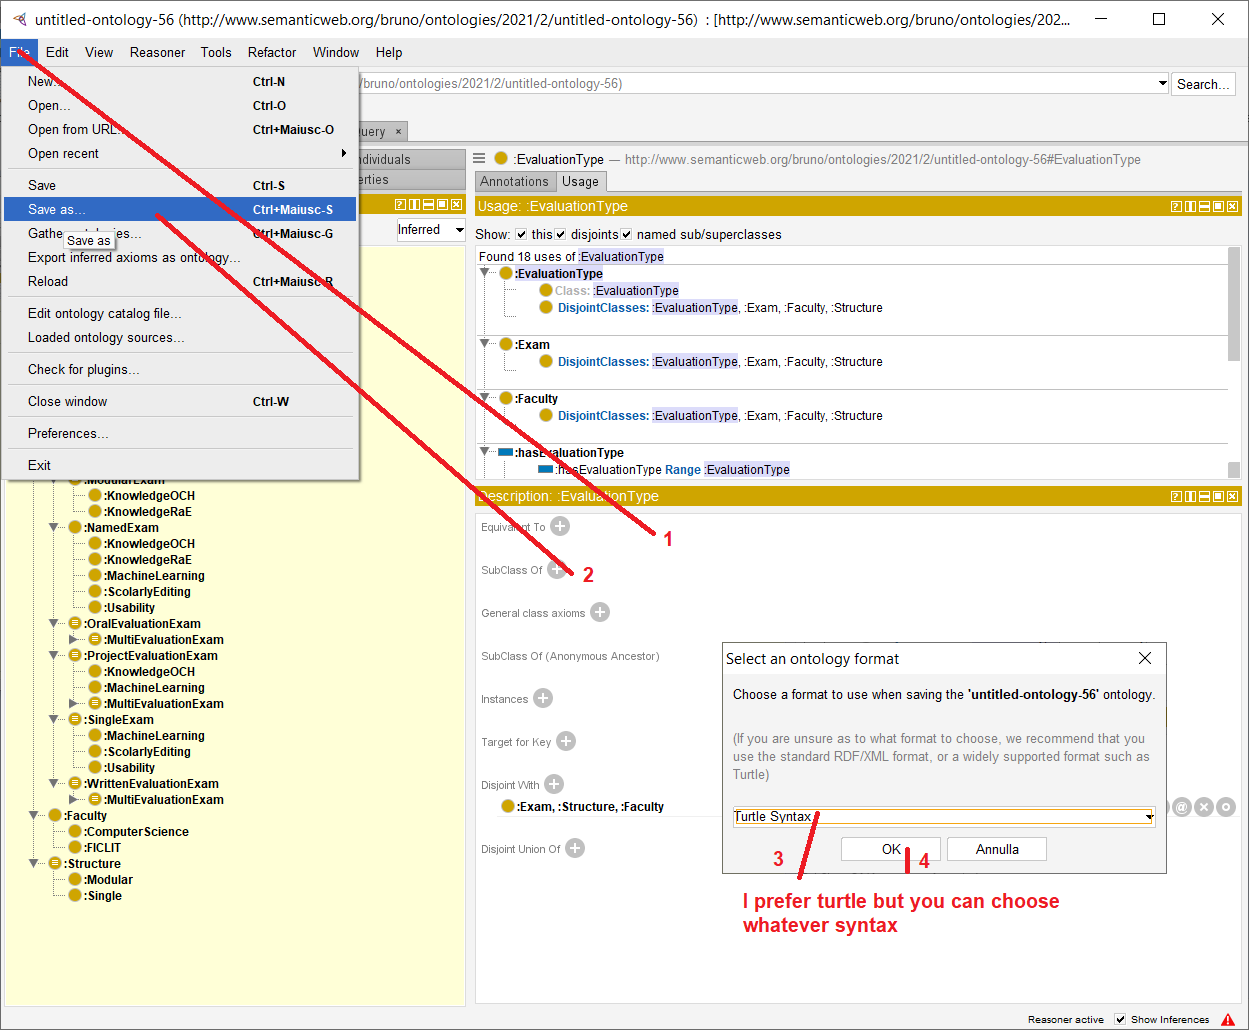 untitled-ontology-56 (http://www.semanticweb.org/bruno/ontologies/2021/2/untitled-ontology-56) : [http://www.semanticweb.org/bruno/ontologies/202...
File Edit View Reasoner Tools Refactor Window Help
/bruno/ontologies/2021/2/untitled-ontology-56) Search...
New... Ctrl-N
Open... Ctrl-O
Open from URL... Ctrl+Maiusc-O
Open recent
Save Ctrl-S
Save as... Ctrl+Maiusc-S
Save as
Ctrl+Maiusc-G
Export inferred axioms as ontology...
Reload Ctrl+Maiusc-R
Edit ontology catalog file...
Loaded ontology sources...
Check for plugins...
Close window Ctrl-W
Preferences...
Exit
uery ×
ndividuals
erties
Inferred
:ModularExam
:KnowledgeOCH
:KnowledgeRaE
:NamedExam
:KnowledgeOCH
:KnowledgeRaE
:MachineLearning
:ScolarlyEditing
:Usability
:OralEvaluationExam
:MultiEvaluationExam
:ProjectEvaluationExam
:KnowledgeOCH
:MachineLearning
:MultiEvaluationExam
:SingleExam
:MachineLearning
:ScolarlyEditing
:Usability
:WrittenEvaluationExam
:MultiEvaluationExam
:Faculty
:ComputerScience
:FICLIT
:Structure
:Modular
:Single
:EvaluationType — http://www.semanticweb.org/bruno/ontologies/2021/2/untitled-ontology-56#EvaluationType
Annotations Usage
Usage: :EvaluationType
Show: this disjoints named sub/superclasses
Found 18 uses of :EvaluationType
:EvaluationType
Class: :EvaluationType
DisjointClasses: :EvaluationType, :Exam, :Faculty, :Structure
:Exam
DisjointClasses: :EvaluationType, :Exam, :Faculty, :Structure
:Faculty
DisjointClasses: :EvaluationType, :Exam, :Faculty, :Structure
:hasEvaluationType
:hasEvaluationType Range :EvaluationType
Description: :EvaluationType
Equivalent To
1
SubClass Of
2
General class axioms
SubClass Of (Anonymous Ancestor)
Instances
Target for Key
Disjoint With
:Exam, :Structure, :Faculty
Disjoint Union Of
Select an ontology format
Choose a format to use when saving the 'untitled-ontology-56' ontology.
(If you are unsure as to what format to choose, we recommend that you
use the standard RDF/XML format, or a widely supported format such as
Turtle)
Turtle Syntax
3 OK 4 Annulla
I prefer turtle but you can choose
whatever syntax
Reasoner active Show Inferences